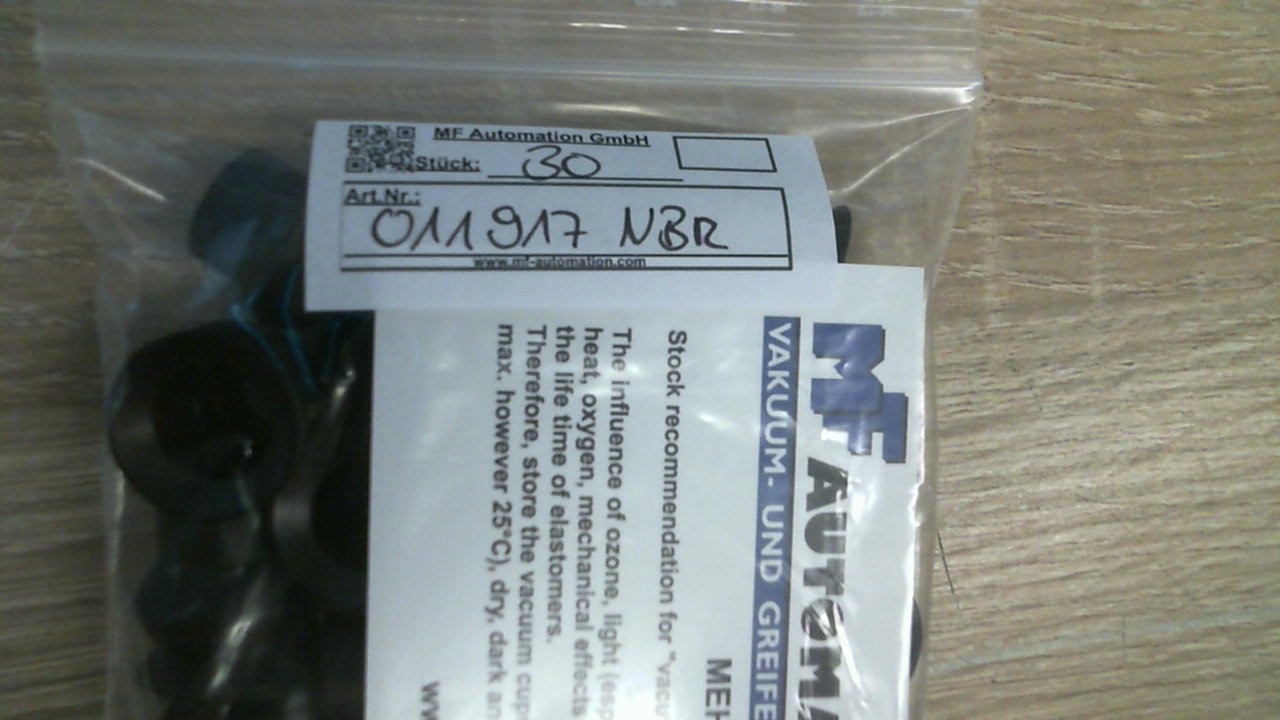 MF Automation GmbH
Stück: 30
Art.Nr.:
011917 NBR
www.mf-automation.com
MF AUTOMA
VAKUUM- UND GREIFE
MEH
Stock recommendation for "vacu
The influence of ozone, light (esp
heat, oxygen, mechanical effects
the life time of elastomers.
Therefore, store the vacuum cup
max. however 25°C), dry, dark an
ww